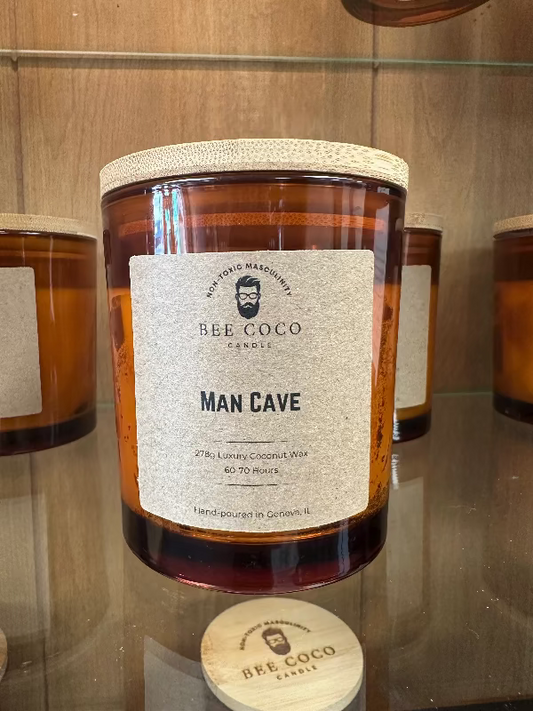 NON-TOXIC MASCULINITY
BEE COCO
CANDLE
MAN CAVE
278g Luxury Coconut Wax
60-70 Hours
Hand-poured in Geneva, IL
NON-TOXIC MASCULINITY
BEE COCO
CANDLE